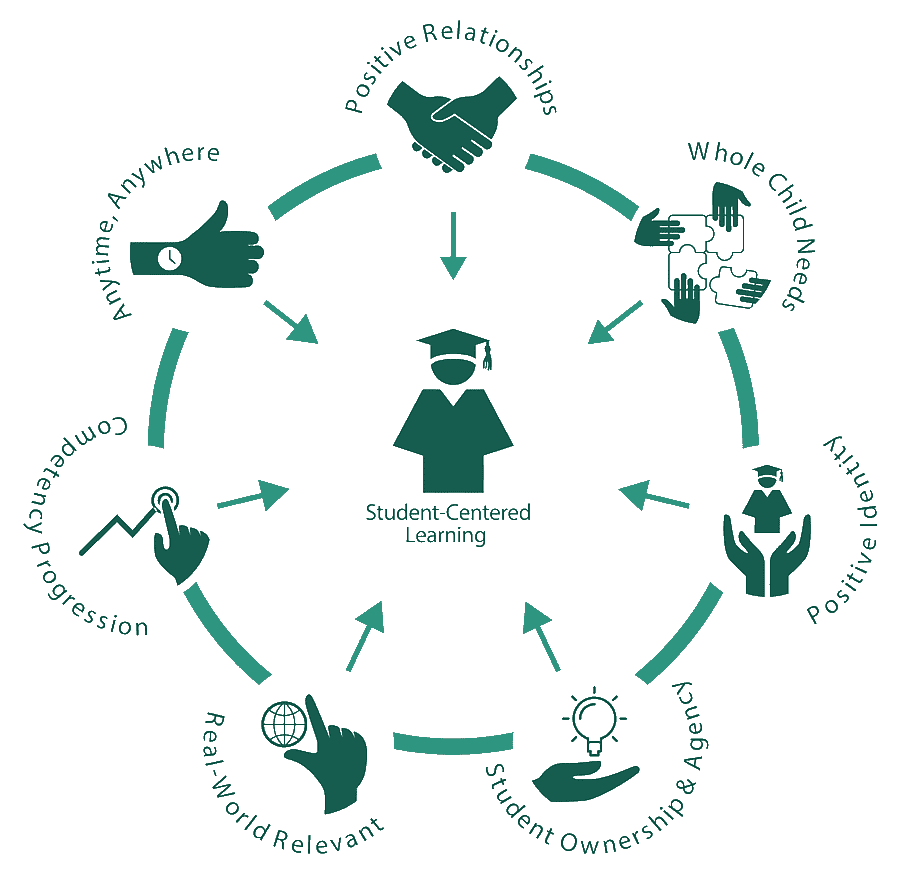 Positive Relationships
Whole Child Needs
Positive Identity
Student Ownership & Agency
Real-World Relevant
Competency Progression
Anytime, Anywhere
Student-Centered
Learning